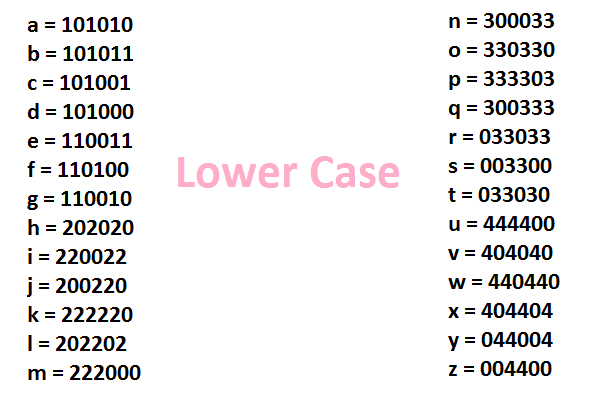 a = 101010
b = 101011
c = 101001
d = 101000
e = 110011
f = 110100
g = 110010
h = 202020
i = 220022
j = 200220
k = 222220
l = 202202
m = 222000
Lower Case
n = 300033
o = 330330
p = 333303
q = 300333
r = 033033
s = 003300
t = 033030
u = 444400
v = 404040
w = 440440
x = 404404
y = 044004
z = 004400